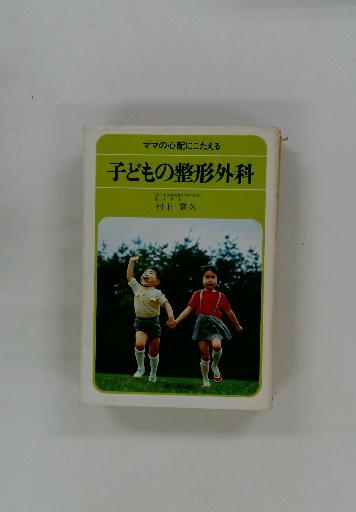 ママの心配にこたえる
子どもの整形外科
村上寶久